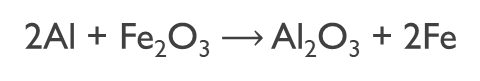 2Al + Fe₂O₃ ⟶ Al₂O₃ + 2Fe